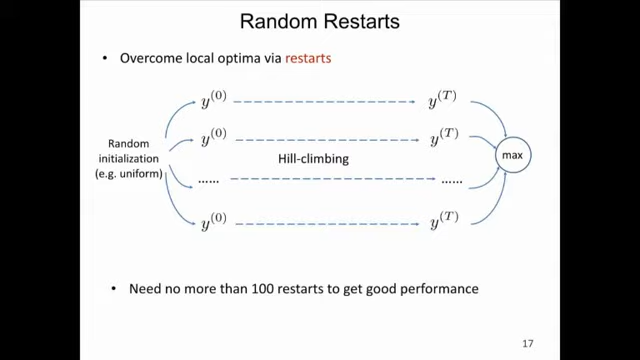 Random Restarts
• Overcome local optima via restarts
y^(0) y^(T)
y^(0) y^(T)
Random
initialization
(e.g. uniform)
Hill-climbing
max
...... ......
y^(0) y^(T)
• Need no more than 100 restarts to get good performance
17